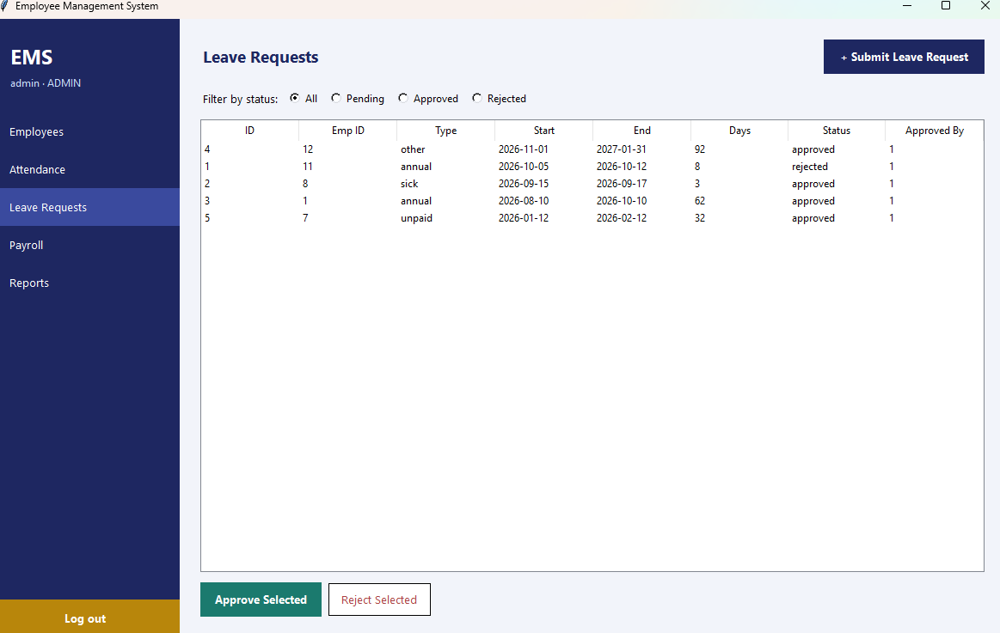 Employee Management System
EMS
admin · ADMIN
Employees
Attendance
Leave Requests
Payroll
Reports
Log out
Leave Requests
+ Submit Leave Request
Filter by status: All Pending Approved Rejected
ID Emp ID Type Start End Days Status Approved By
4 12 other 2026-11-01 2027-01-31 92 approved 1
1 11 annual 2026-10-05 2026-10-12 8 rejected 1
2 8 sick 2026-09-15 2026-09-17 3 approved 1
3 1 annual 2026-08-10 2026-10-10 62 approved 1
5 7 unpaid 2026-01-12 2026-02-12 32 approved 1
Approve Selected
Reject Selected